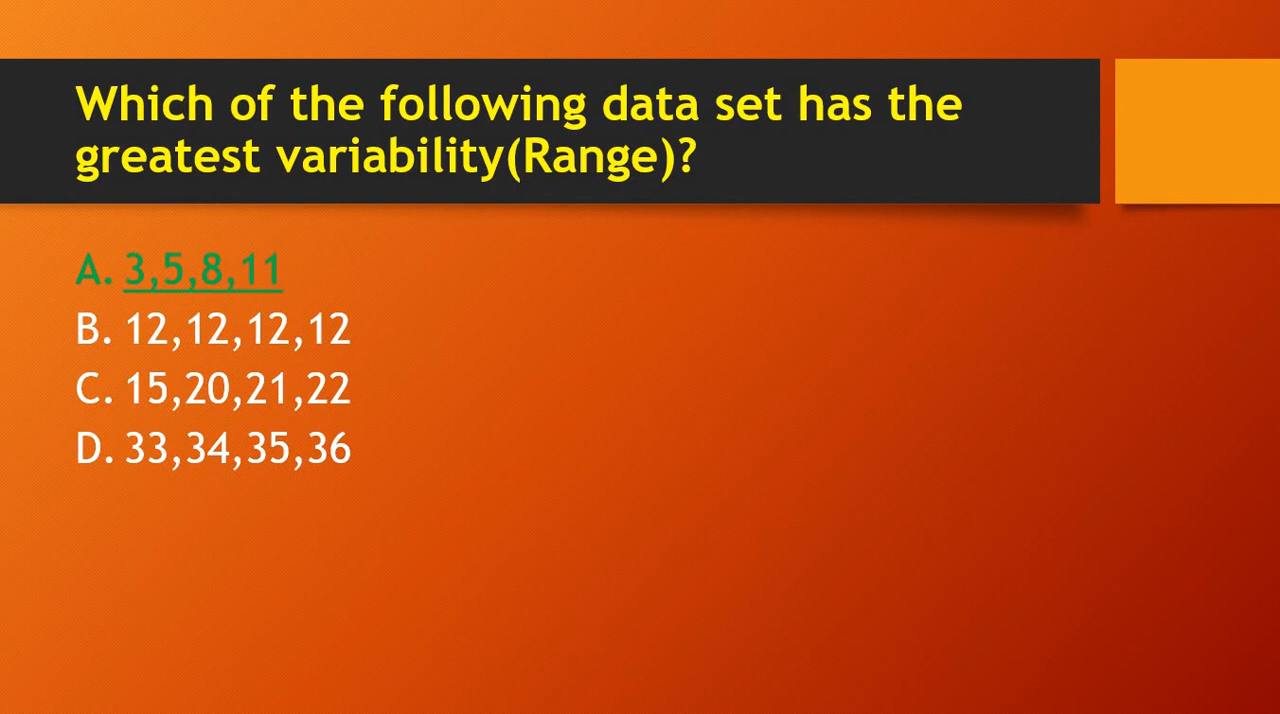 Which of the following data set has the
greatest variability(Range)?
A. 3,5,8,11
B. 12,12,12,12
C. 15,20,21,22
D. 33,34,35,36